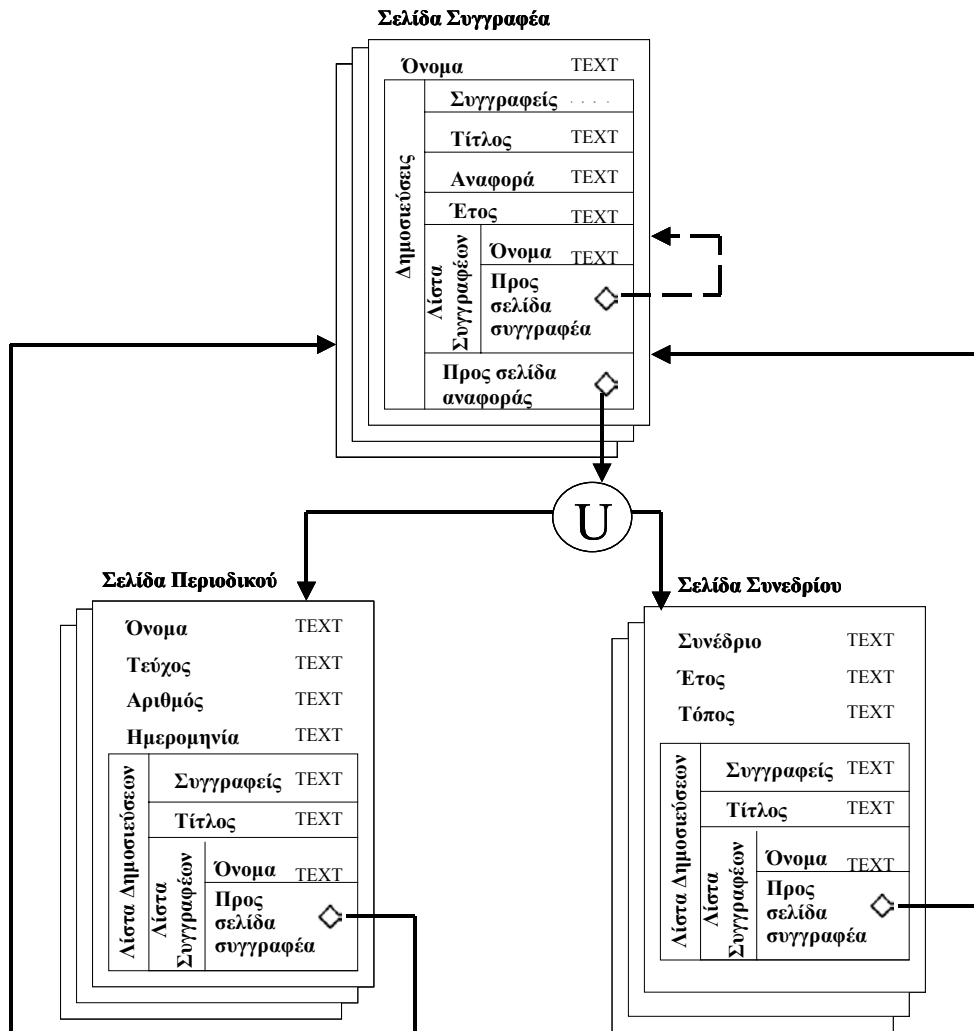 Σελίδα Συγγραφέα
Όνομα TEXT
Δημοσιεύσεις
Συγγραφείς . . . .
Τίτλος TEXT
Αναφορά TEXT
Έτος TEXT
Λίστα
Συγγραφέων
Όνομα TEXT
Προς
σελίδα
συγγραφέα
Προς σελίδα
αναφοράς
U
Σελίδα Περιοδικού
Όνομα TEXT
Τεύχος TEXT
Αριθμός TEXT
Ημερομηνία TEXT
Λίστα Δημοσιεύσεων
Συγγραφείς TEXT
Τίτλος TEXT
Λίστα
Συγγραφέων
Όνομα TEXT
Προς
σελίδα
συγγραφέα
Σελίδα Συνεδρίου
Συνέδριο TEXT
Έτος TEXT
Τόπος TEXT
Λίστα Δημοσιεύσεων
Συγγραφείς TEXT
Τίτλος TEXT
Λίστα
Συγγραφέων
Όνομα TEXT
Προς
σελίδα
συγγραφέα